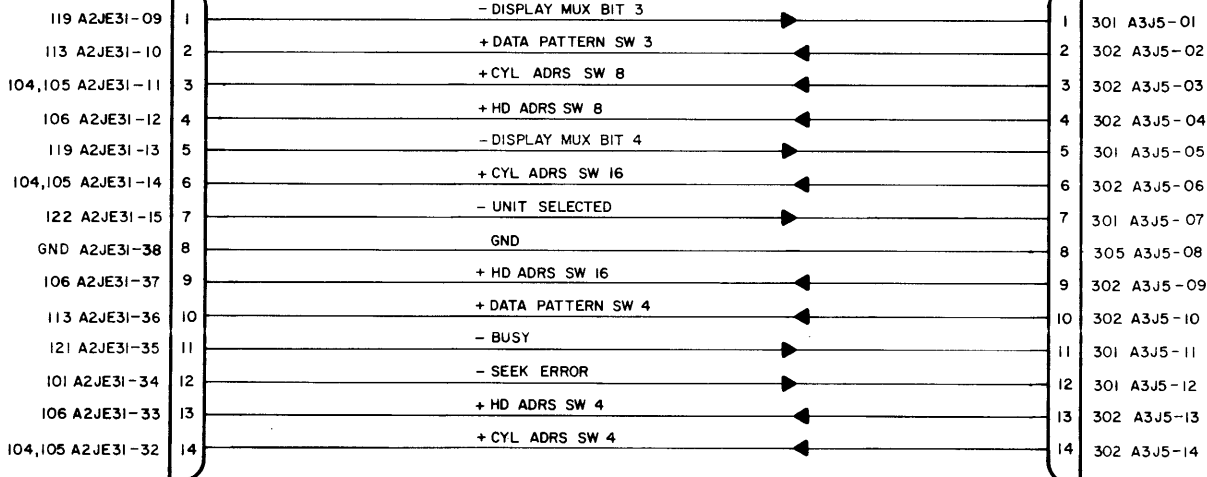 119 A2JE31-09 1 - DISPLAY MUX BIT 3 1 301 A3J5-01
113 A2JE31-10 2 + DATA PATTERN SW 3 2 302 A3J5-02
104,105 A2JE31-11 3 + CYL ADRS SW 8 3 302 A3J5-03
106 A2JE31-12 4 + HD ADRS SW 8 4 302 A3J5-04
119 A2JE31-13 5 - DISPLAY MUX BIT 4 5 301 A3J5-05
104,105 A2JE31-14 6 + CYL ADRS SW 16 6 302 A3J5-06
122 A2JE31-15 7 - UNIT SELECTED 7 301 A3J5-07
GND A2JE31-38 8 GND 8 305 A3J5-08
106 A2JE31-37 9 + HD ADRS SW 16 9 302 A3J5-09
113 A2JE31-36 10 + DATA PATTERN SW 4 10 302 A3J5-10
121 A2JE31-35 11 - BUSY 11 301 A3J5-11
101 A2JE31-34 12 - SEEK ERROR 12 301 A3J5-12
106 A2JE31-33 13 + HD ADRS SW 4 13 302 A3J5-13
104,105 A2JE31-32 14 + CYL ADRS SW 4 14 302 A3J5-14